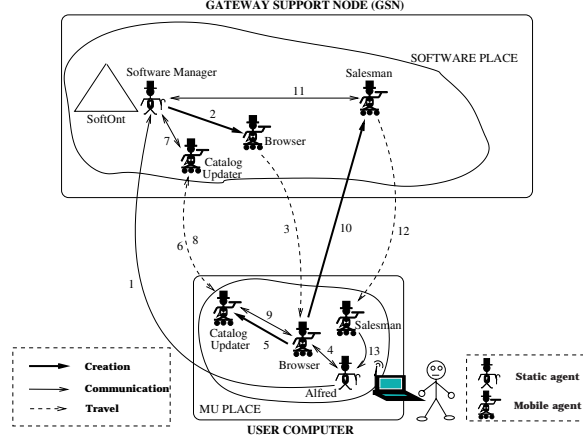 GATEWAY SUPPORT NODE (GSN)
SOFTWARE PLACE
Software Manager
Salesman
11
SoftOnt
2
Browser
7
Catalog
Updater
3
10
12
6
8
1
9
Catalog
Updater
5
Browser
4
Salesman
13
Alfred
MU PLACE
USER COMPUTER
Creation
Communication
Travel
Static agent
Mobile agent